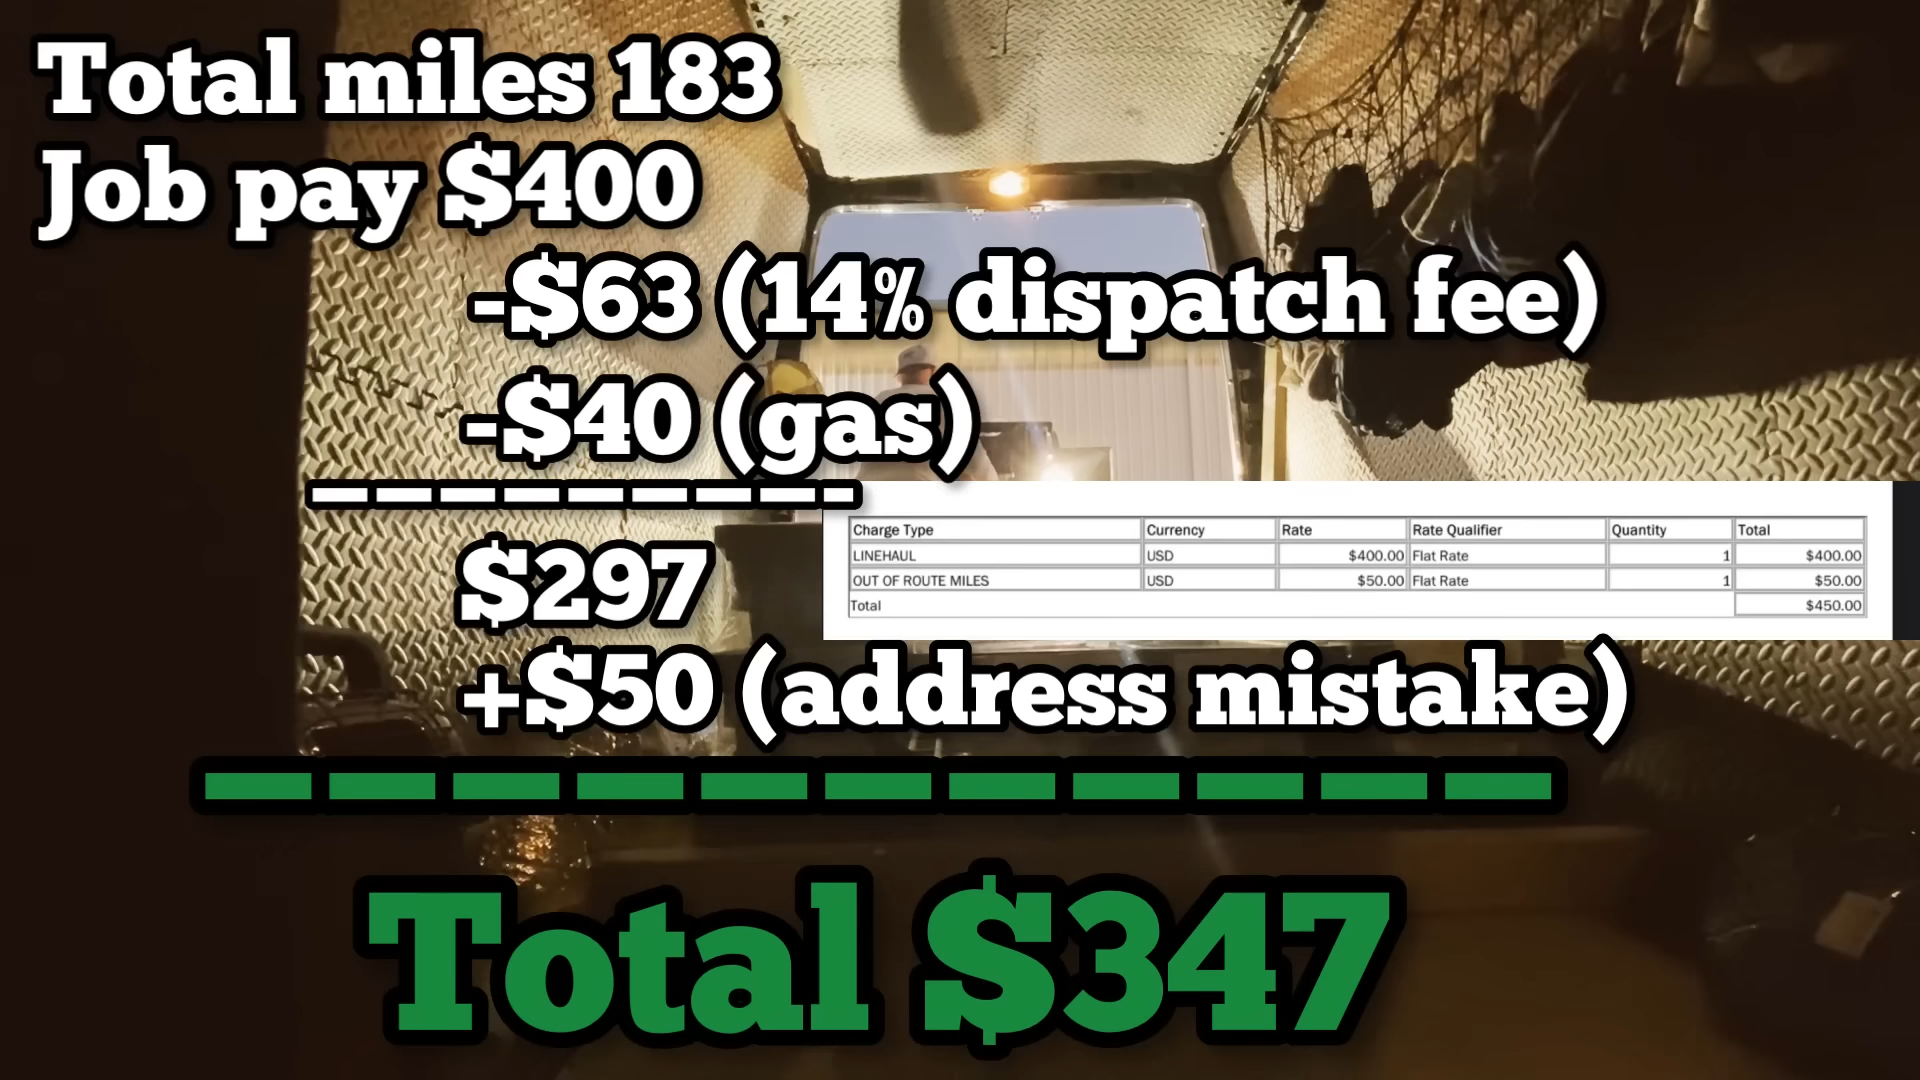 Total miles 183
Job pay $400
-$63 (14% dispatch fee)
-$40 (gas)
$297
+$50 (address mistake)
Total $347
Charge Type Currency Rate Rate Qualifier Quantity Total
LINEHAUL USD $400.00 Flat Rate 1 $400.00
OUT OF ROUTE MILES USD $50.00 Flat Rate 1 $50.00
Total $450.00